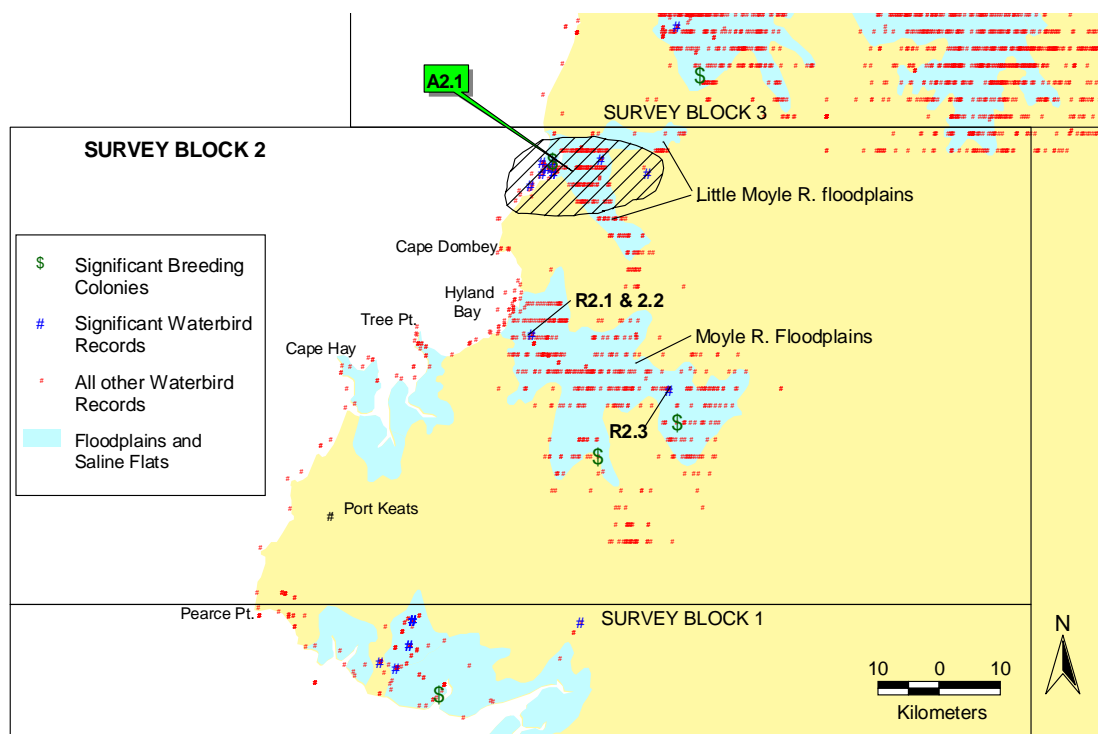 A2.1
SURVEY BLOCK 3
SURVEY BLOCK 2
Little Moyle R. floodplains
Cape Dombey
$ Significant Breeding
Colonies
# Significant Waterbird
Records
# All other Waterbird
Records
Floodplains and
Saline Flats
Hyland
Bay
R2.1 & 2.2
Tree Pt.
Moyle R. Floodplains
Cape Hay
R2.3
# Port Keats
Pearce Pt.
SURVEY BLOCK 1
N
10 0 10
Kilometers